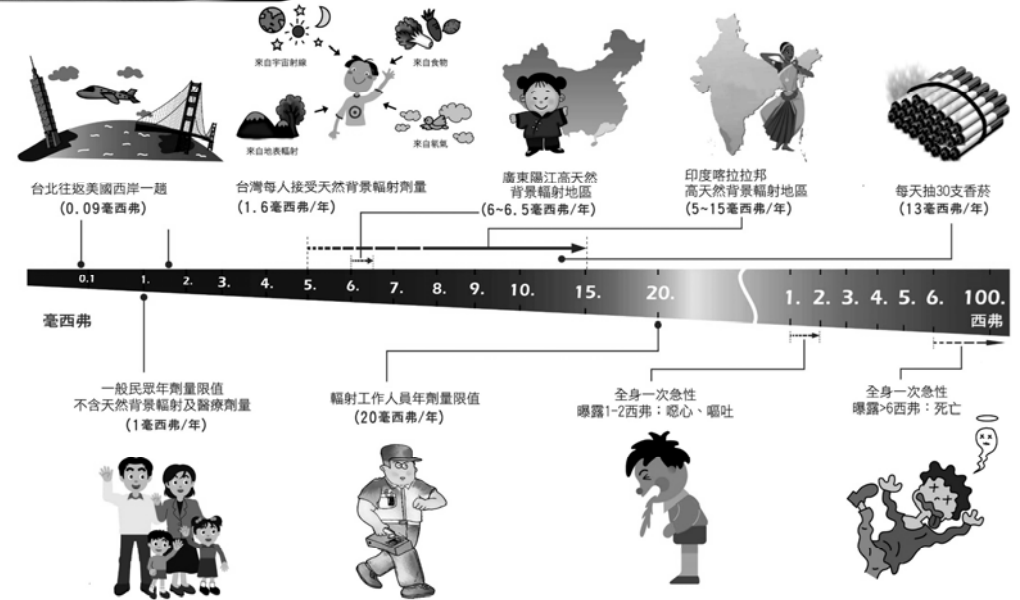 來自宇宙射線
來自食物
來自地表輻射
來自氡氣
台北往返美國西岸一趟
(0.09毫西弗)
台灣每人接受天然背景輻射劑量
(1.6毫西弗/年)
廣東陽江高天然
背景輻射地區
(6~6.5毫西弗/年)
印度喀拉拉邦
高天然背景輻射地區
(5~15毫西弗/年)
每天抽30支香菸
(13毫西弗/年)
0.1 1. 2. 3. 4. 5. 6. 7. 8. 9. 10. 15. 20. 1. 2. 3. 4. 5. 6. 100.
毫西弗
西弗
一般民眾年劑量限值
不含天然背景輻射及醫療劑量
(1毫西弗/年)
輻射工作人員年劑量限值
(20毫西弗/年)
全身一次急性
曝露1-2西弗；噁心、嘔吐
全身一次急性
曝露>6西弗：死亡